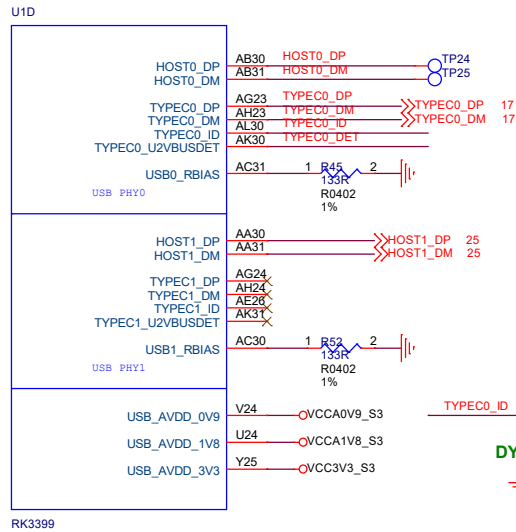 U1D
HOST0_DP AB30 HOST0_DP TP24
HOST0_DM AB31 HOST0_DM TP25
TYPEC0_DP AG23 TYPEC0_DP TYPEC0_DP 17
TYPEC0_DM AH23 TYPEC0_DM TYPEC0_DM 17
TYPEC0_ID AL30 TYPEC0_ID
TYPEC0_U2VBUSDET AK30 TYPEC0_DET
USB0_RBIAS AC31 1 R45 2
133R
R0402
1%
USB PHY0
HOST1_DP AA30 HOST1_DP 25
HOST1_DM AA31 HOST1_DM 25
TYPEC1_DP AG24
TYPEC1_DM AH24
TYPEC1_ID AE26
TYPEC1_U2VBUSDET AK31
USB1_RBIAS AC30 1 R52 2
133R
R0402
1%
USB PHY1
USB_AVDD_0V9 V24 VCCA0V9_S3 TYPEC0_ID
USB_AVDD_1V8 U24 VCCA1V8_S3
DY
USB_AVDD_3V3 Y25 VCC3V3_S3
RK3399